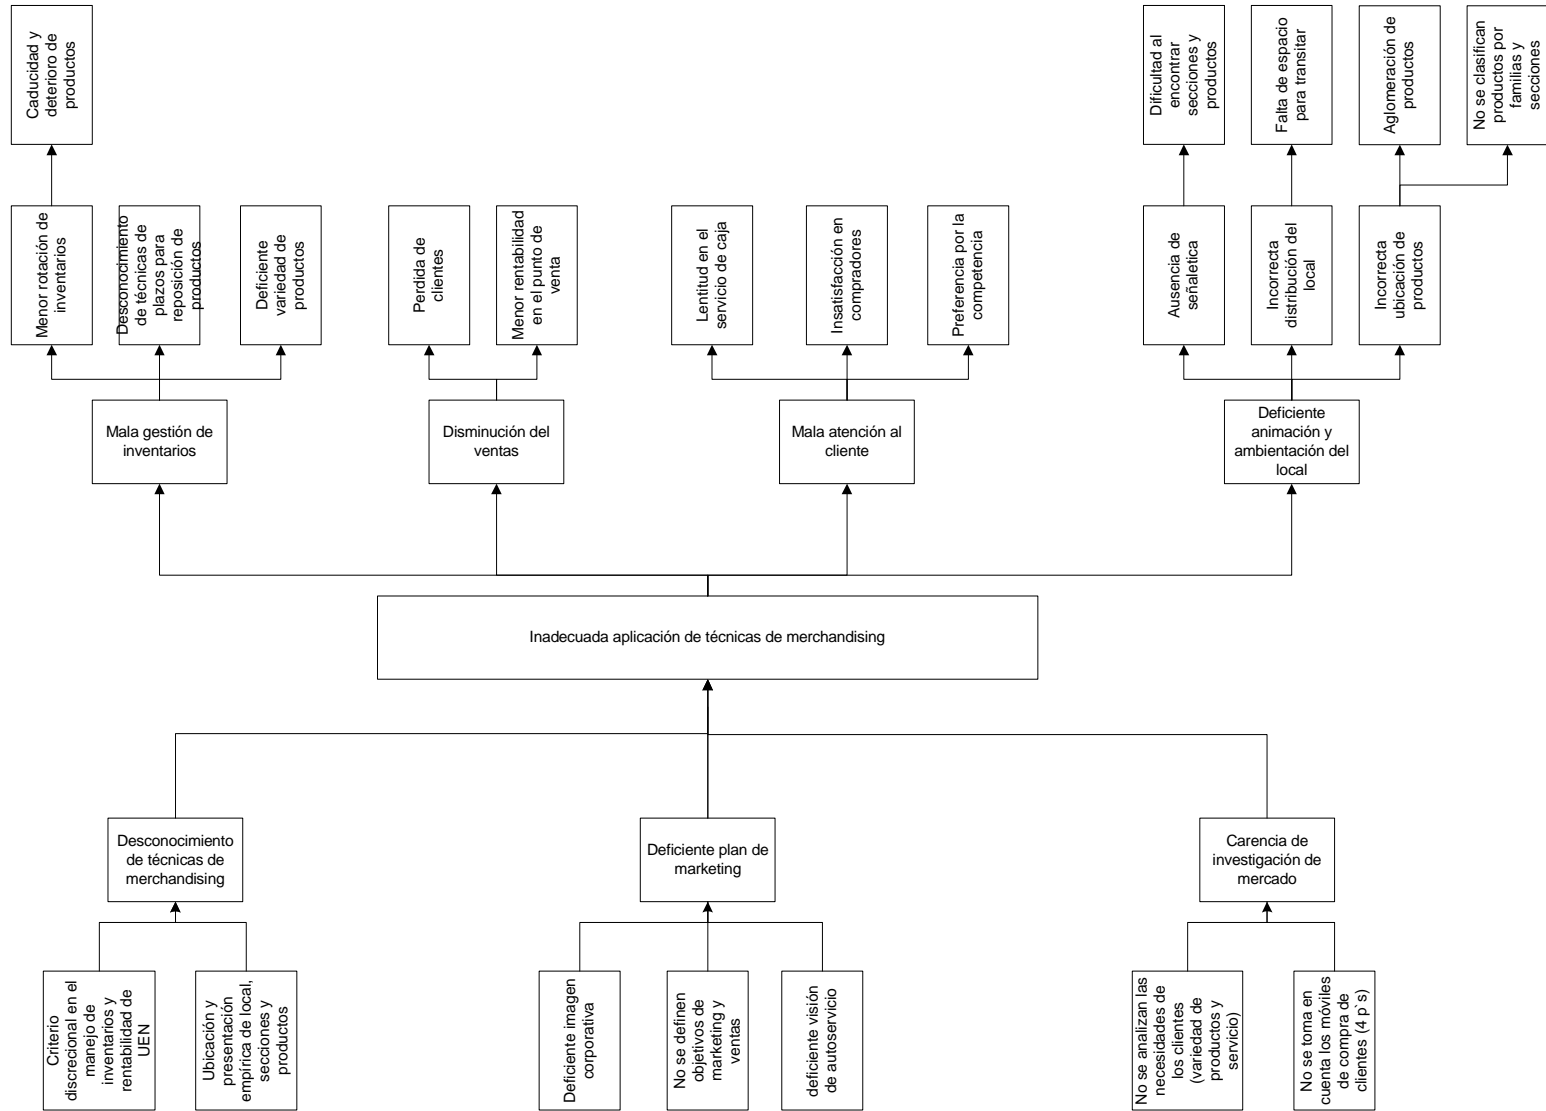 Caducidad y
deterioro de
productos
Dificultad al
encontrar
secciones y
productos
Falta de espacio
para transitar
Aglomeración de
productos
No se clasifican
productos por
familias y
secciones
Menor rotación de
inventarios
Desconocimiento
de técnicas de
plazos para
reposición de
productos
Deficiente
variedad de
productos
Perdida de
clientes
Menor rentabilidad
en el punto de
venta
Lentitud en el
servicio de caja
Insatisfacción en
compradores
Preferencia por la
competencia
Ausencia de
señaletica
Incorrecta
distribución del
local
Incorrecta
ubicación de
productos
Mala gestión de
inventarios
Disminución del
ventas
Mala atención al
cliente
Deficiente
animación y
ambientación del
local
Inadecuada aplicación de técnicas de merchandising
Desconocimiento
de técnicas de
merchandising
Deficiente plan de
marketing
Carencia de
investigación de
mercado
Criterio
discrecional en el
manejo de
inventarios y
rentabilidad de
UEN
Ubicación y
presentación
empírica de local,
secciones y
productos
Deficiente imagen
corporativa
No se definen
objetivos de
marketing y
ventas
deficiente visión
de autoservicio
No se analizan las
necesidades de
los clientes
(variedad de
productos y
servicio)
No se toma en
cuenta los móviles
de compra de
clientes (4 p`s)